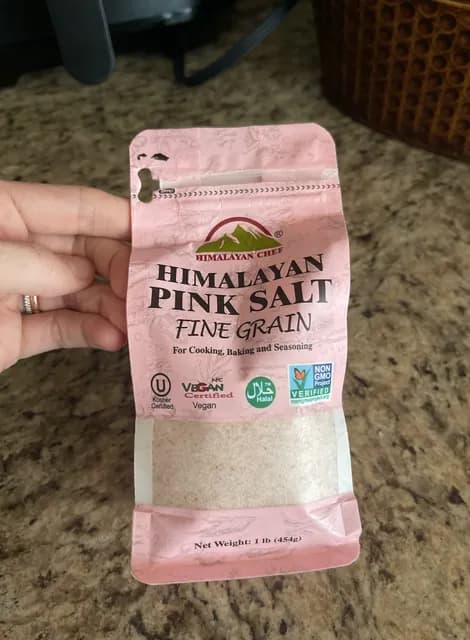 HIMALAYAN CHEF®
HIMALAYAN
PINK SALT
FINE GRAIN
For Cooking, Baking and Seasoning
U
Kosher
Certified
NFC
VEGAN
Certified
Vegan
حلال
Halal
NON
GMO
Project
VERIFIED
Net Weight: 1 lb (454g)